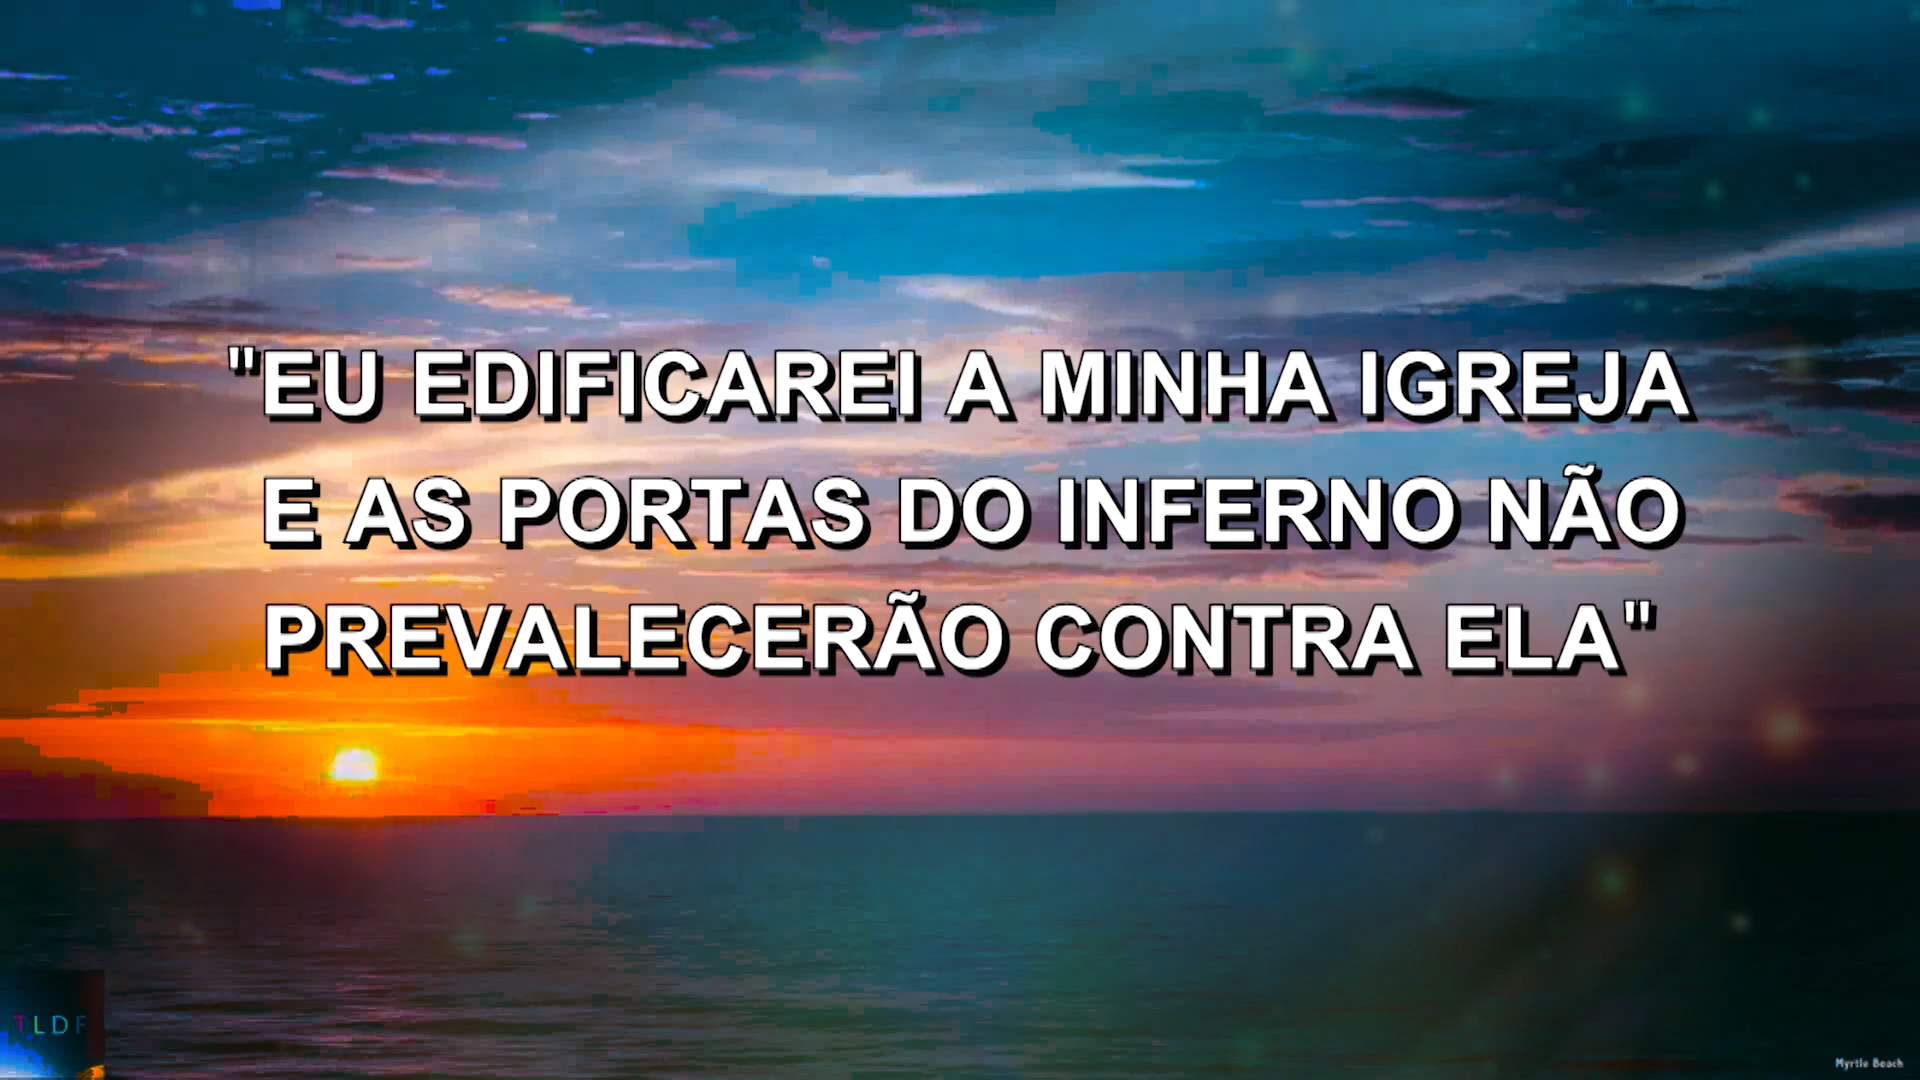 "EU EDIFICAREI A MINHA IGREJA
E AS PORTAS DO INFERNO NÃO
PREVALECERÃO CONTRA ELA"
TLDF
Myrtle Beach